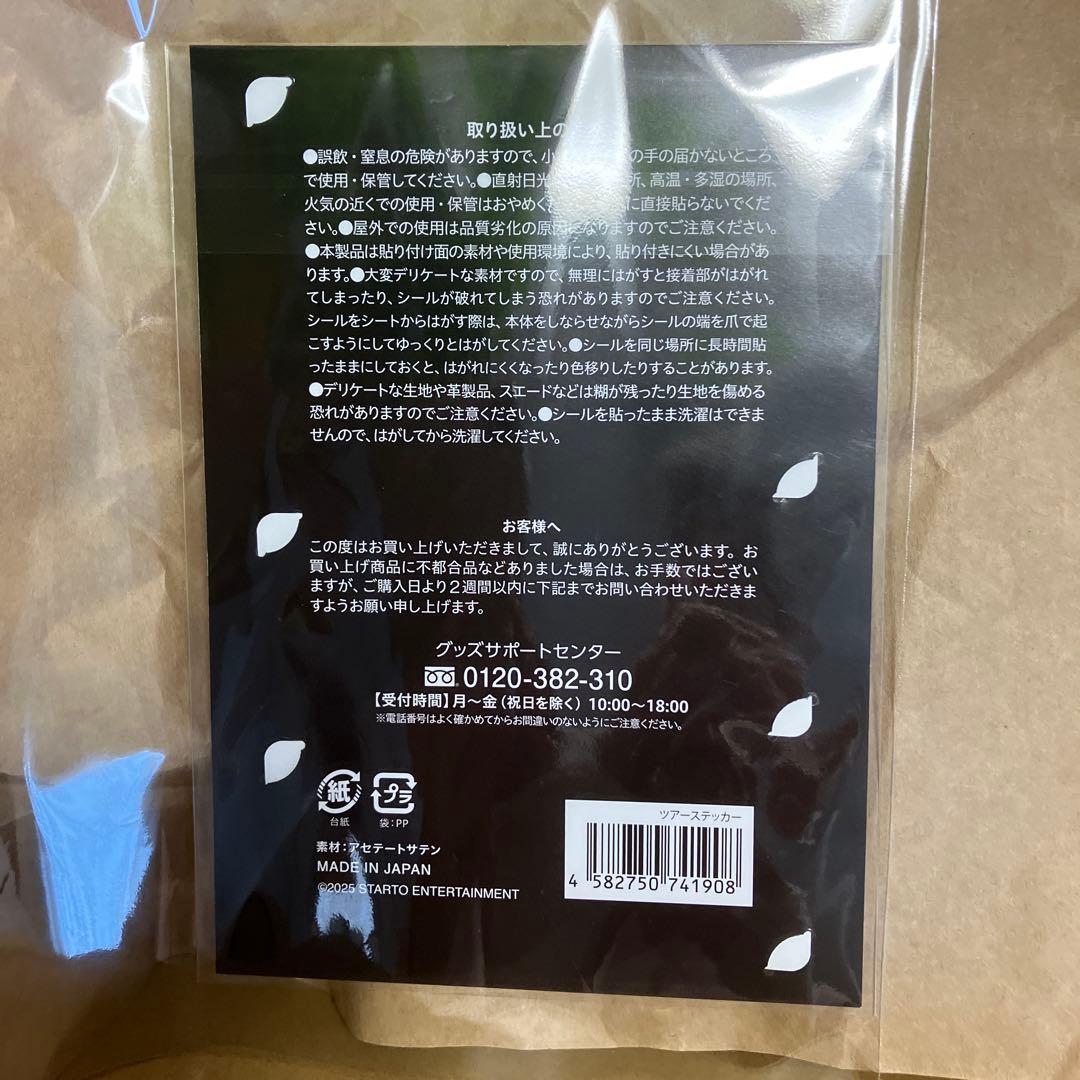 取り扱い上の
●誤飲・窒息の危険がありますので、小 の手の届かないところ
で使用・保管してください。●直射日光 所、高温・多湿の場所、
火気の近くでの使用・保管はおやめく に直接貼らないでくだ
さい。●屋外での使用は品質劣化の原因になりますのでご注意ください。
●本製品は貼り付け面の素材や使用環境により、貼り付きにくい場合があ
ります。●大変デリケートな素材ですので、無理にはがすと接着部がはがれ
てしまったり、シールが破れてしまう恐れがありますのでご注意ください。
シールをシートからはがす際は、本体をしならせながらシールの端を爪で起
こすようにしてゆっくりとはがしてください。●シールを同じ場所に長時間貼
ったままにしておくと、はがれにくくなったり色移りしたりすることがあります。
●デリケートな生地や革製品、スエードなどは糊が残ったり生地を傷める
恐れがありますのでご注意ください。●シールを貼ったまま洗濯はできま
せんので、はがしてから洗濯してください。
お客様へ
この度はお買い上げいただきまして、誠にありがとうございます。お
買い上げ商品に不都合品などありました場合は、お手数ではござい
ますが、ご購入日より2週間以内に下記までお問い合わせいただきま
すようお願い申し上げます。
グッズサポートセンター
0120-382-310
【受付時間】月〜金（祝日を除く）10:00〜18:00
※電話番号はよく確かめてからお間違いのないようにご注意ください。
紙 プラ
台紙 袋:PP
素材:アセテートサテン
MADE IN JAPAN
©2025 STARTO ENTERTAINMENT
ツアーステッカー
4 582750 741908